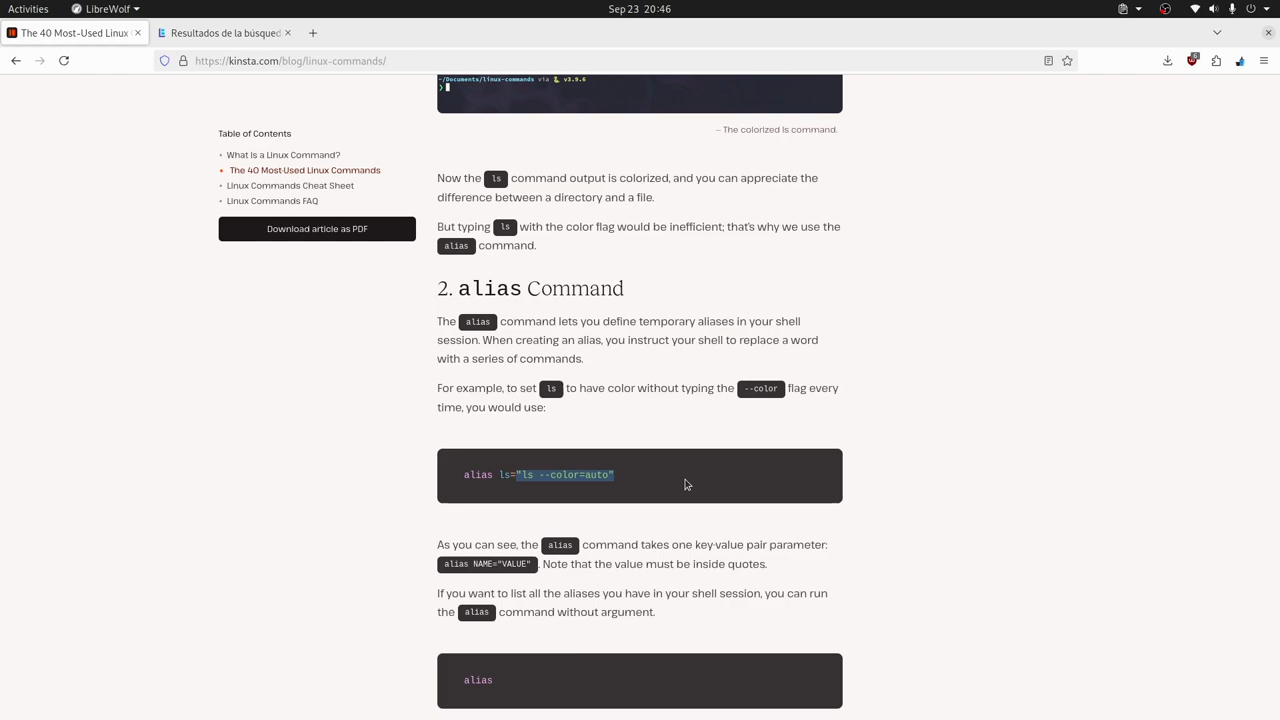 Activities
LibreWolf
Sep 23 20:46
The 40 Most-Used Linux
Resultados de la búsqued
https://kinsta.com/blog/linux-commands/
6
~/Documents/linux-commands via v3.9.6
— The colorized ls command.
Table of Contents
What Is a Linux Command?
The 40 Most-Used Linux Commands
Linux Commands Cheat Sheet
Linux Commands FAQ
Download article as PDF
Now the ls command output is colorized, and you can appreciate the
difference between a directory and a file.
But typing ls with the color flag would be inefficient; that's why we use the
alias command.
2. alias Command
The alias command lets you define temporary aliases in your shell
session. When creating an alias, you instruct your shell to replace a word
with a series of commands.
For example, to set ls to have color without typing the --color flag every
time, you would use:
alias ls="ls --color=auto"
As you can see, the alias command takes one key-value pair parameter:
alias NAME="VALUE". Note that the value must be inside quotes.
If you want to list all the aliases you have in your shell session, you can run
the alias command without argument.
alias